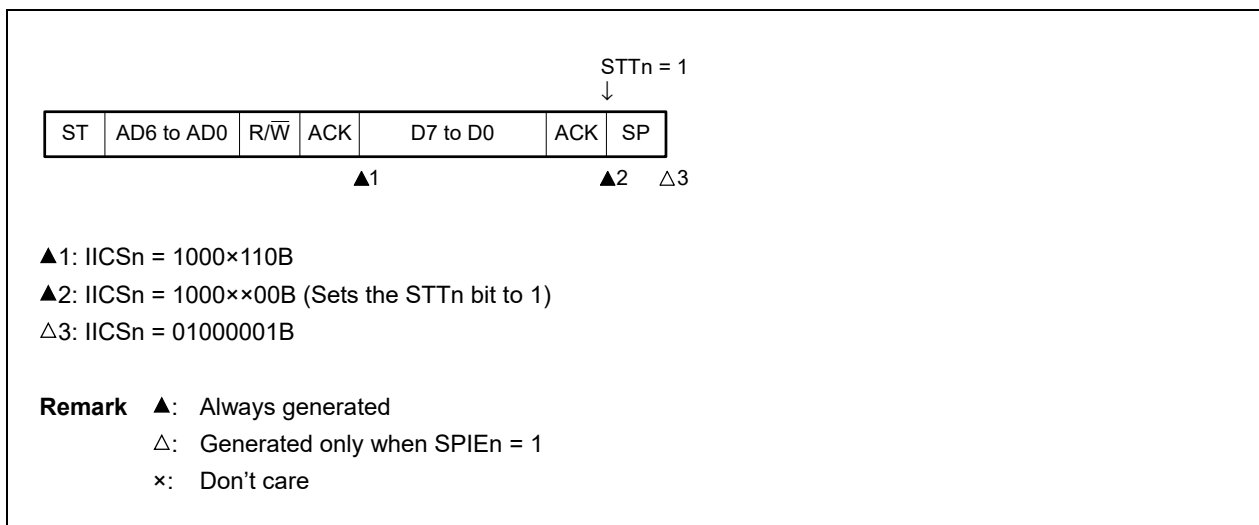 STTn = 1
↓
ST AD6 to AD0 R/W̅ ACK D7 to D0 ACK SP
▲1 ▲2 △3
▲1: IICSn = 1000×110B
▲2: IICSn = 1000××00B (Sets the STTn bit to 1)
△3: IICSn = 01000001B
Remark ▲: Always generated
△: Generated only when SPIEn = 1
×: Don’t care